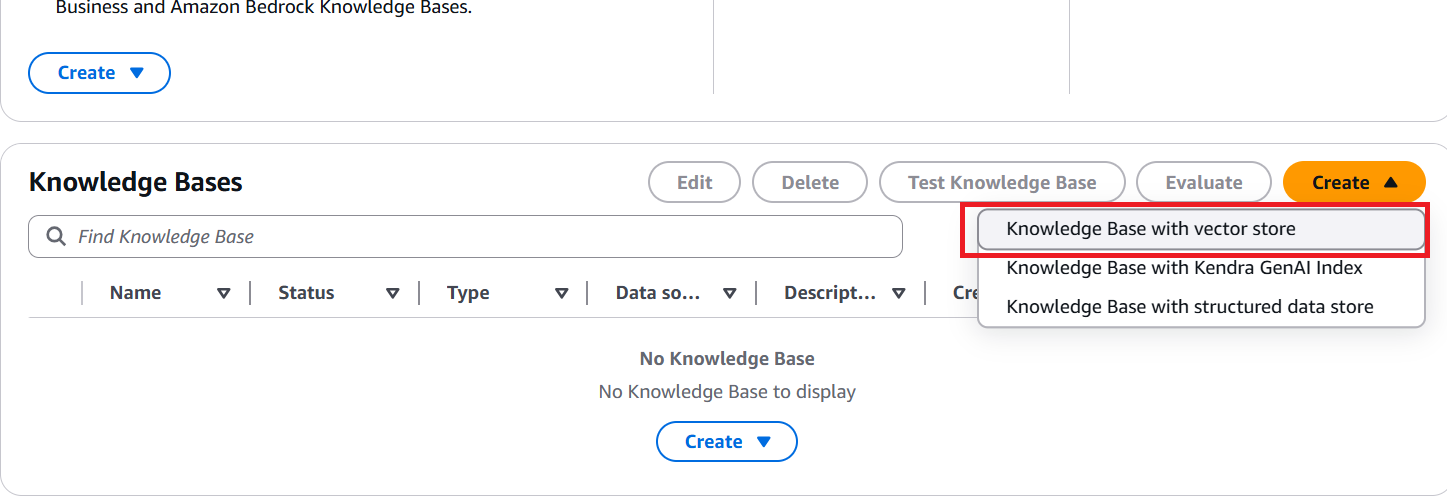 Business and Amazon Bedrock Knowledge Bases.
Create
Knowledge Bases
Edit
Delete
Test Knowledge Base
Evaluate
Create
Find Knowledge Base
Knowledge Base with vector store
Knowledge Base with Kendra GenAI Index
Knowledge Base with structured data store
Name
Status
Type
Data so...
Descript...
No Knowledge Base
No Knowledge Base to display
Create